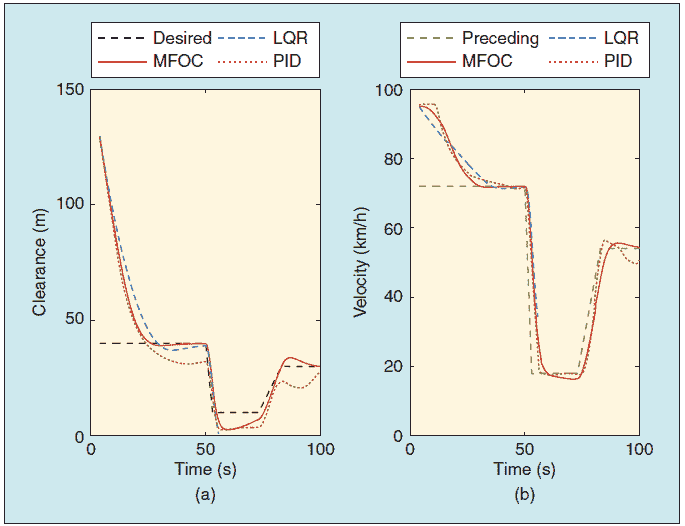 Desired LQR
MFOC PID
150
100
50
0
Clearance (m)
0 50 100
Time (s)
(a)
Preceding LQR
MFOC PID
100
80
60
40
20
0
Velocity (km/h)
0 50 100
Time (s)
(b)